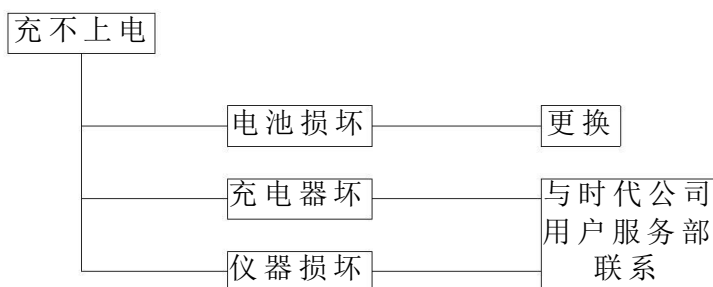 充不上电
电池损坏
更换
充电器坏
与时代公司
用户服务部
联系
仪器损坏